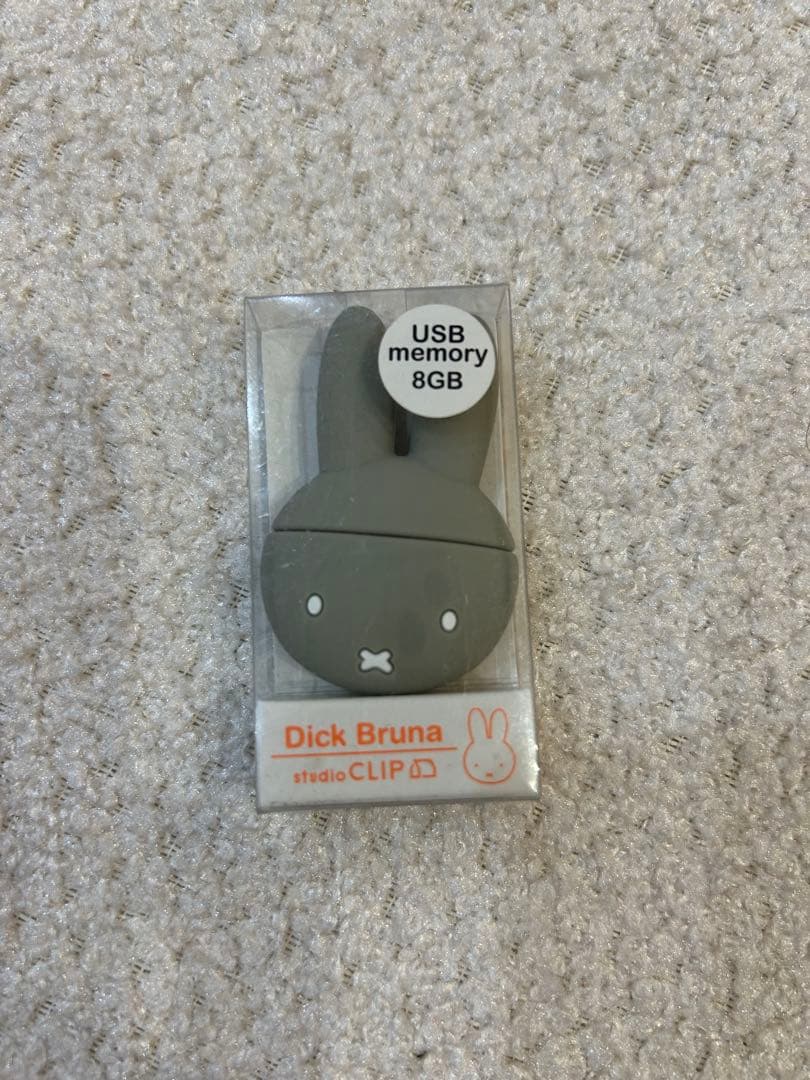 USB
memory
8GB
Dick Bruna
studio CLIP